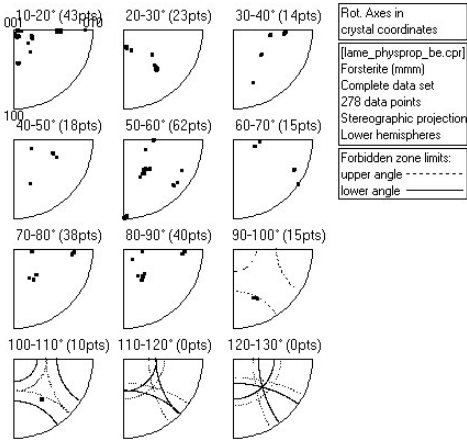 10-20° (43pts)
20-30° (23pts)
30-40° (14pts)
001
010
100
40-50° (18pts)
50-60° (62pts)
60-70° (15pts)
70-80° (38pts)
80-90° (40pts)
90-100° (15pts)
100-110° (10pts)
110-120° (0pts)
120-130° (0pts)
Rot. Axes in
crystal coordinates
[lame_physprop_be.cpr]
Forsterite (mmm)
Complete data set
278 data points
Stereographic projection
Lower hemispheres
Forbidden zone limits:
upper angle
lower angle